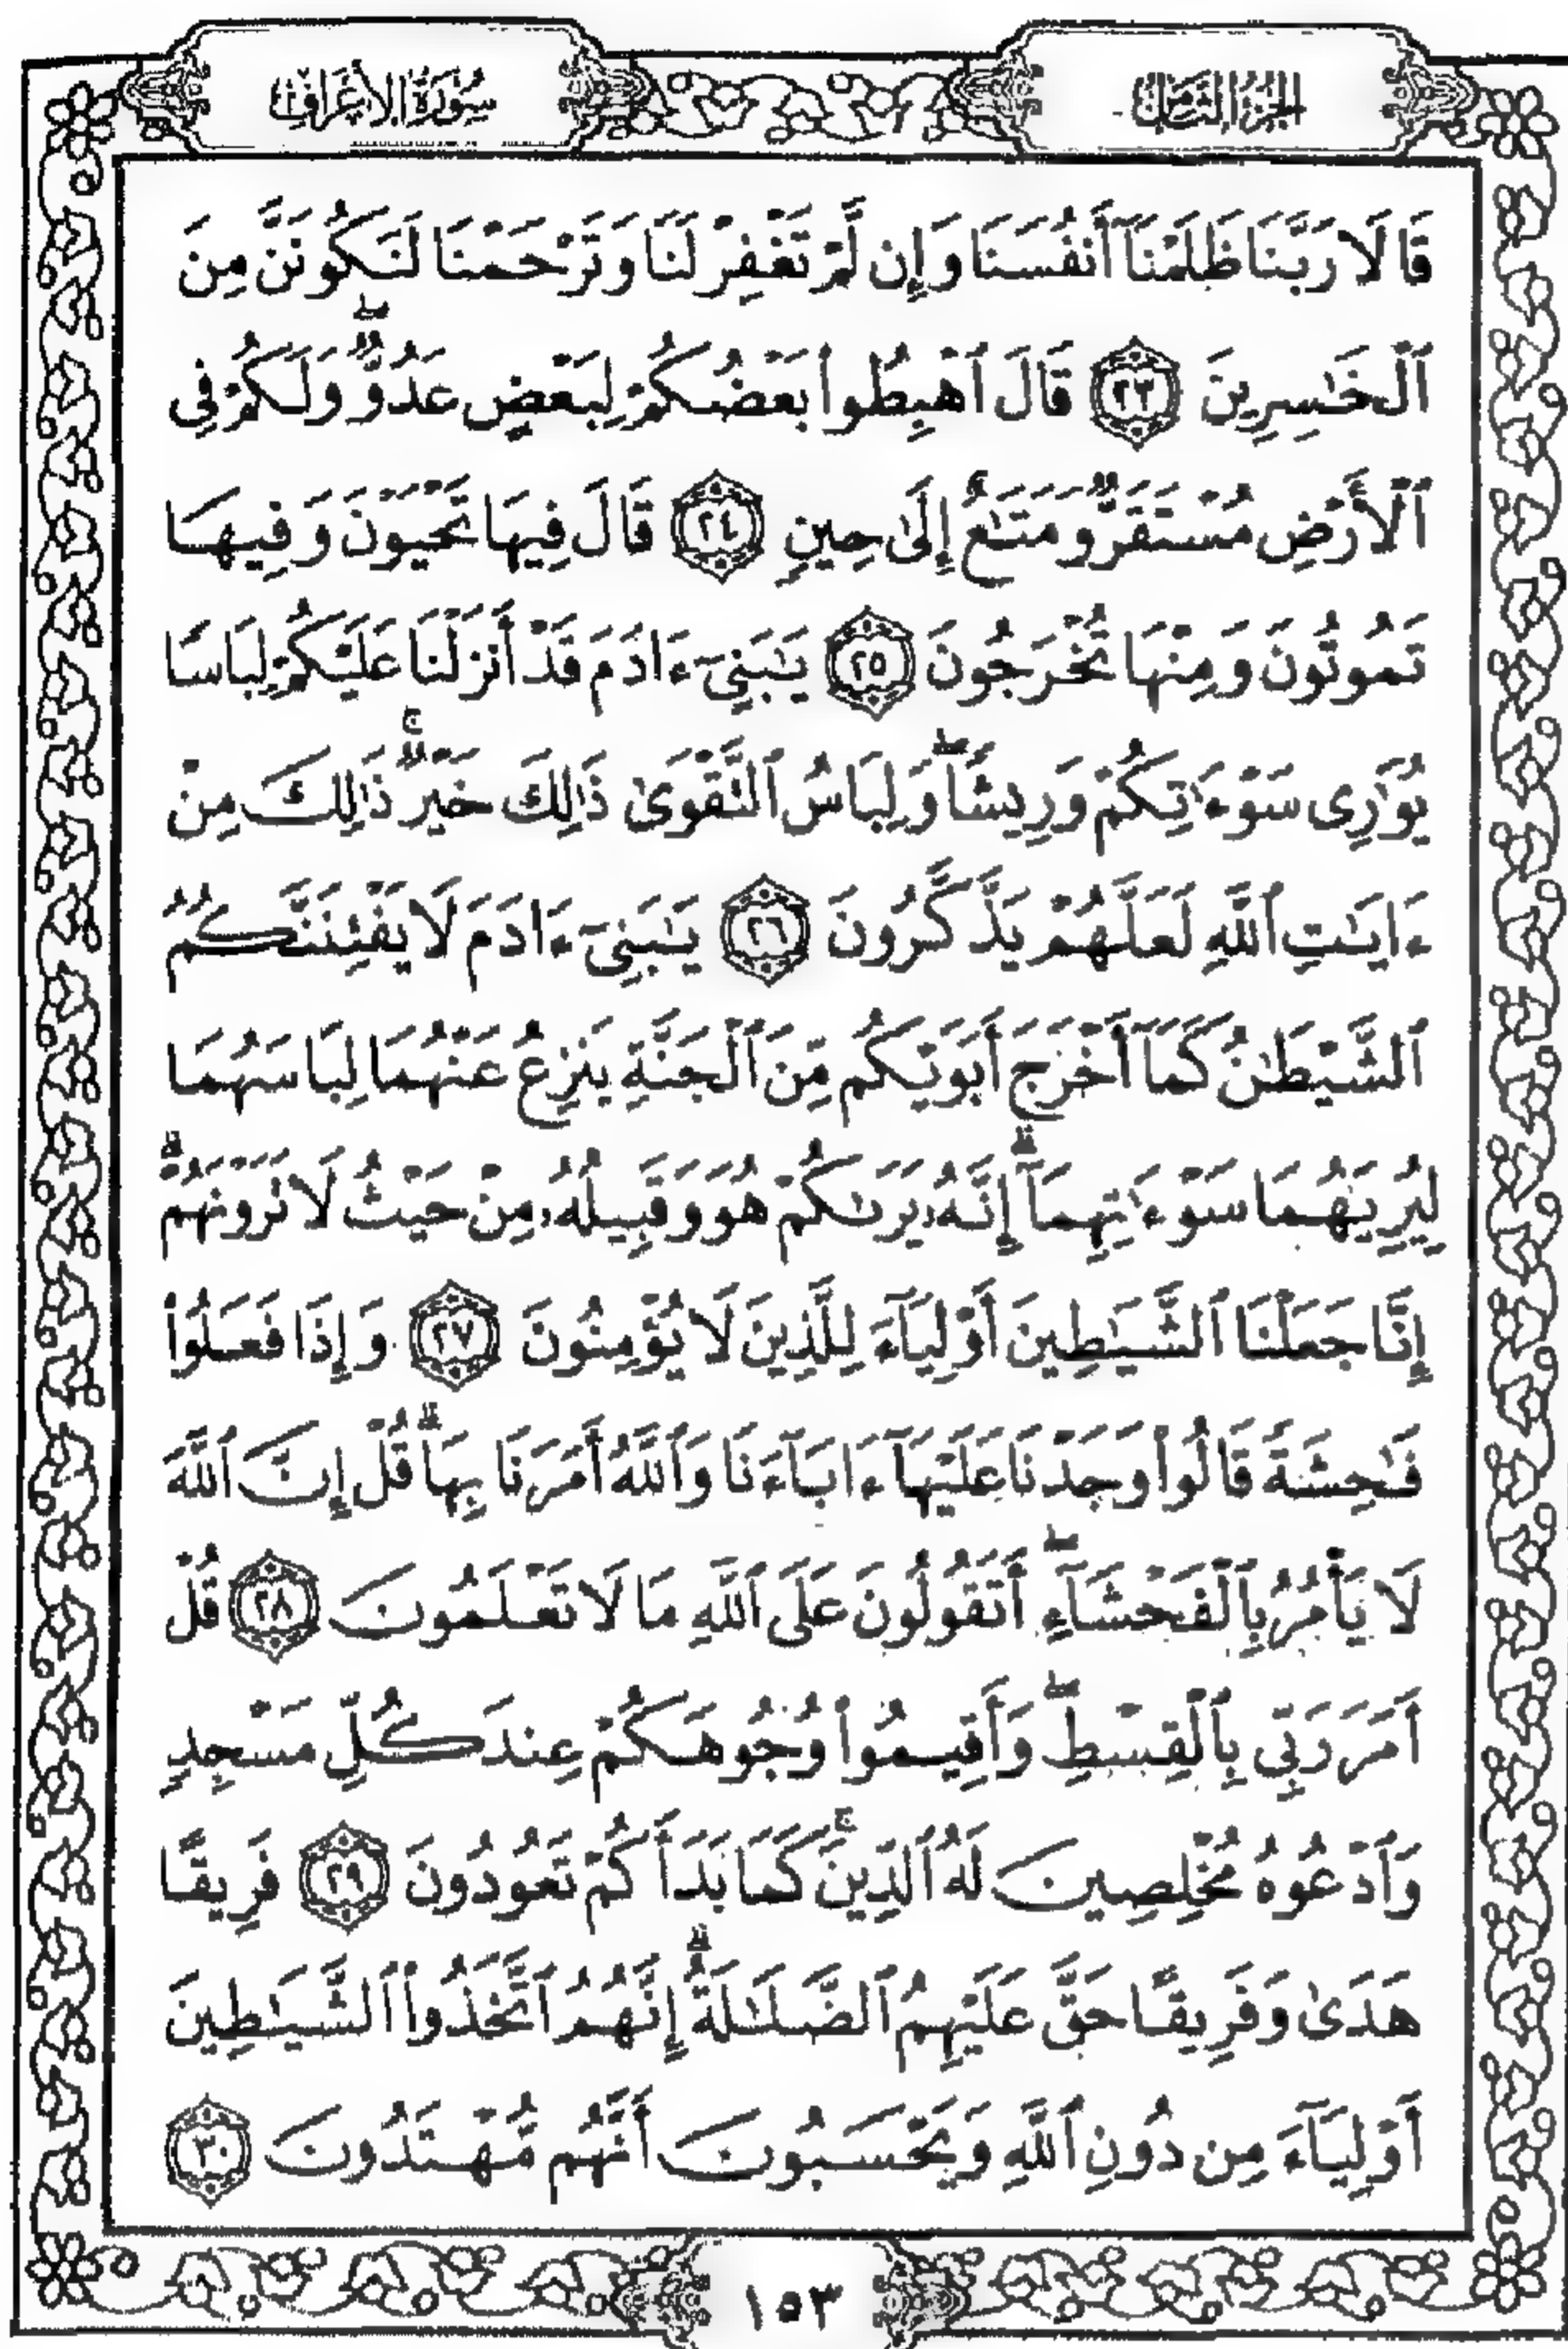 الجزء الثامن
سورة الأعراف
قَالَا رَبَّنَا ظَلَمْنَآ أَنفُسَنَا وَإِن لَّمْ تَغْفِرْ لَنَا وَتَرْحَمْنَا لَنَكُونَنَّ مِنَ
ٱلْخَـٰسِرِينَ ٢٣ قَالَ ٱهْبِطُوا۟ بَعْضُكُمْ لِبَعْضٍ عَدُوٌّ ۖ وَلَكُمْ فِى
ٱلْأَرْضِ مُسْتَقَرٌّ وَمَتَـٰعٌ إِلَىٰ حِينٍ ٢٤ قَالَ فِيهَا تَحْيَوْنَ وَفِيهَا
تَمُوتُونَ وَمِنْهَا تُخْرَجُونَ ٢٥ يَـٰبَنِىٓ ءَادَمَ قَدْ أَنزَلْنَا عَلَيْكُمْ لِبَاسًا
يُوَٰرِى سَوْءَٰتِكُمْ وَرِيشًا ۖ وَلِبَاسُ ٱلتَّقْوَىٰ ذَٰلِكَ خَيْرٌ ۚ ذَٰلِكَ مِنْ
ءَايَـٰتِ ٱللَّهِ لَعَلَّهُمْ يَذَّكَّرُونَ ٢٦ يَـٰبَنِىٓ ءَادَمَ لَا يَفْتِنَنَّكُمُ
ٱلشَّيْطَـٰنُ كَمَآ أَخْرَجَ أَبَوَيْكُم مِّنَ ٱلْجَنَّةِ يَنزِعُ عَنْهُمَا لِبَاسَهُمَا
لِيُرِيَهُمَا سَوْءَٰتِهِمَآ ۗ إِنَّهُۥ يَرَىٰكُمْ هُوَ وَقَبِيلُهُۥ مِنْ حَيْثُ لَا تَرَوْنَهُمْ ۗ
إِنَّا جَعَلْنَا ٱلشَّيَـٰطِينَ أَوْلِيَآءَ لِلَّذِينَ لَا يُؤْمِنُونَ ٢٧ وَإِذَا فَعَلُوا۟
فَـٰحِشَةً قَالُوا۟ وَجَدْنَا عَلَيْهَآ ءَابَآءَنَا وَٱللَّهُ أَمَرَنَا بِهَا ۗ قُلْ إِنَّ ٱللَّهَ
لَا يَأْمُرُ بِٱلْفَحْشَآءِ ۖ أَتَقُولُونَ عَلَى ٱللَّهِ مَا لَا تَعْلَمُونَ ٢٨ قُلْ
أَمَرَ رَبِّى بِٱلْقِسْطِ ۖ وَأَقِيمُوا۟ وُجُوهَكُمْ عِندَ كُلِّ مَسْجِدٍ
وَٱدْعُوهُ مُخْلِصِينَ لَهُ ٱلدِّينَ ۚ كَمَا بَدَأَكُمْ تَعُودُونَ ٢٩ فَرِيقًا
هَدَىٰ وَفَرِيقًا حَقَّ عَلَيْهِمُ ٱلضَّلَـٰلَةُ ۗ إِنَّهُمُ ٱتَّخَذُوا۟ ٱلشَّيَـٰطِينَ
أَوْلِيَآءَ مِن دُونِ ٱللَّهِ وَيَحْسَبُونَ أَنَّهُم مُّهْتَدُونَ ٣٠
١٥٣